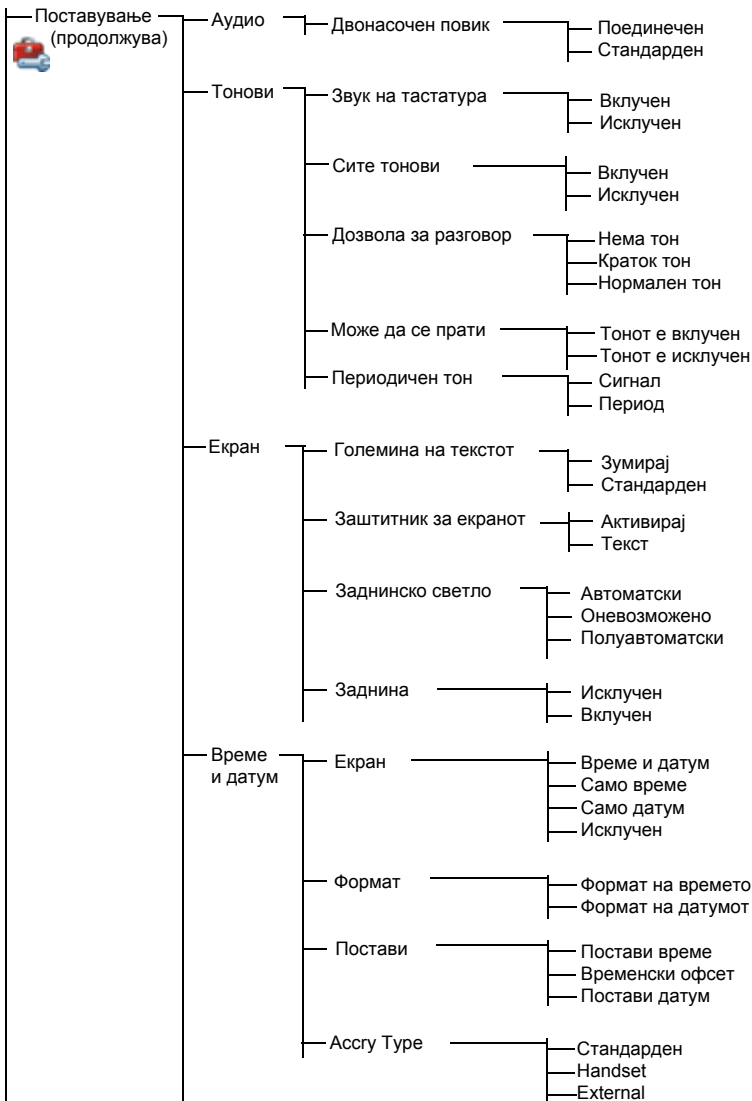 Поставување
(продолжува)
Аудио
Двонасочен повик
Поединечен
Стандарден
Тонови
Звук на тастатура
Вклучен
Исклучен
Сите тонови
Вклучен
Исклучен
Дозвола за разговор
Нема тон
Краток тон
Нормален тон
Може да се прати
Тонот е вклучен
Тонот е исклучен
Периодичен тон
Сигнал
Период
Екран
Големина на текстот
Зумирај
Стандарден
Заштитник за екранот
Активирај
Текст
Заднинско светло
Автоматски
Оневозможено
Полуавтоматски
Заднина
Исклучен
Вклучен
Време
и датум
Екран
Време и датум
Само време
Само датум
Исклучен
Формат
Формат на времето
Формат на датумот
Постави
Постави време
Временски офсет
Постави датум
Accry Type
Стандарден
Handset
External